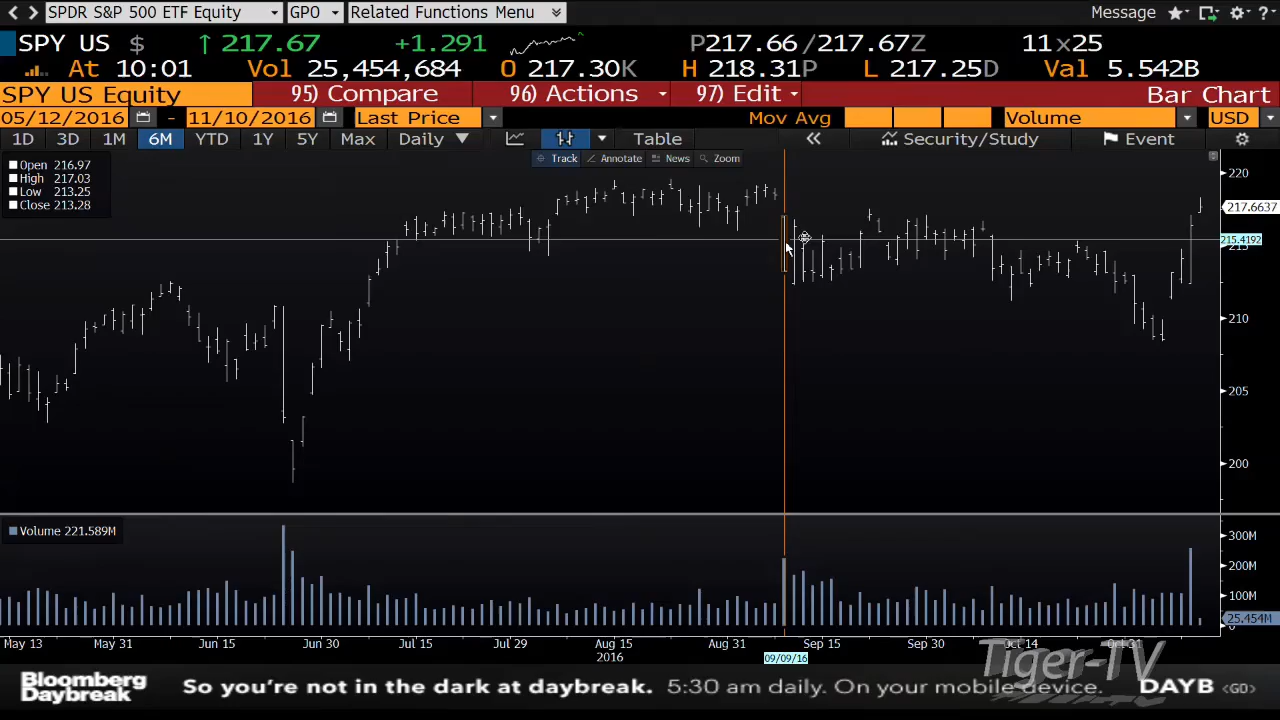 SPDR S&P 500 ETF Equity GPO Related Functions Menu Message ?
SPY US $ ↑ 217.67 +1.291 P217.66/217.67Z 11x25
At 10:01 Vol 25,454,684 O 217.30K H 218.31P L 217.25D Val 5.542B
SPY US Equity 95) Compare 96) Actions 97) Edit Bar Chart
05/12/2016 - 11/10/2016 Last Price Mov Avg Volume USD
1D 3D 1M 6M YTD 1Y 5Y Max Daily ▼ Table « Security/Study Event
Track Annotate News Zoom
Open 216.97
High 217.03
Low 213.25
Close 213.28
220
217.6637
215.4192
215
210
205
200
Volume 221.589M
300M
200M
100M
25.454M
0
May 13 May 31 Jun 15 Jun 30 Jul 15 Jul 29 Aug 15 Aug 31 Sep 15 Sep 30 Oct 14 Oct 31
2016 09/09/16
Tiger-TV
Bloomberg
Daybreak
So you're not in the dark at daybreak. 5:30 am daily. On your mobile device. DAYB <GO>